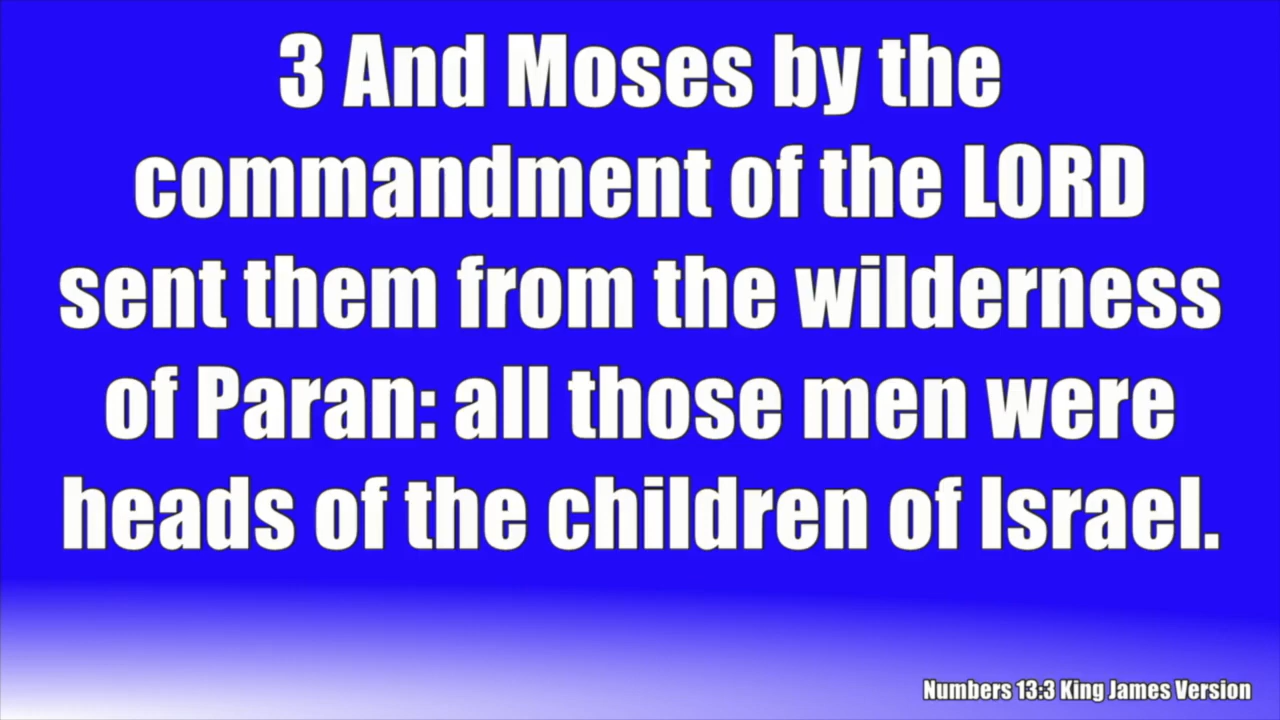 3 And Moses by the
commandment of the LORD
sent them from the wilderness
of Paran: all those men were
heads of the children of Israel.
Numbers 13:3 King James Version